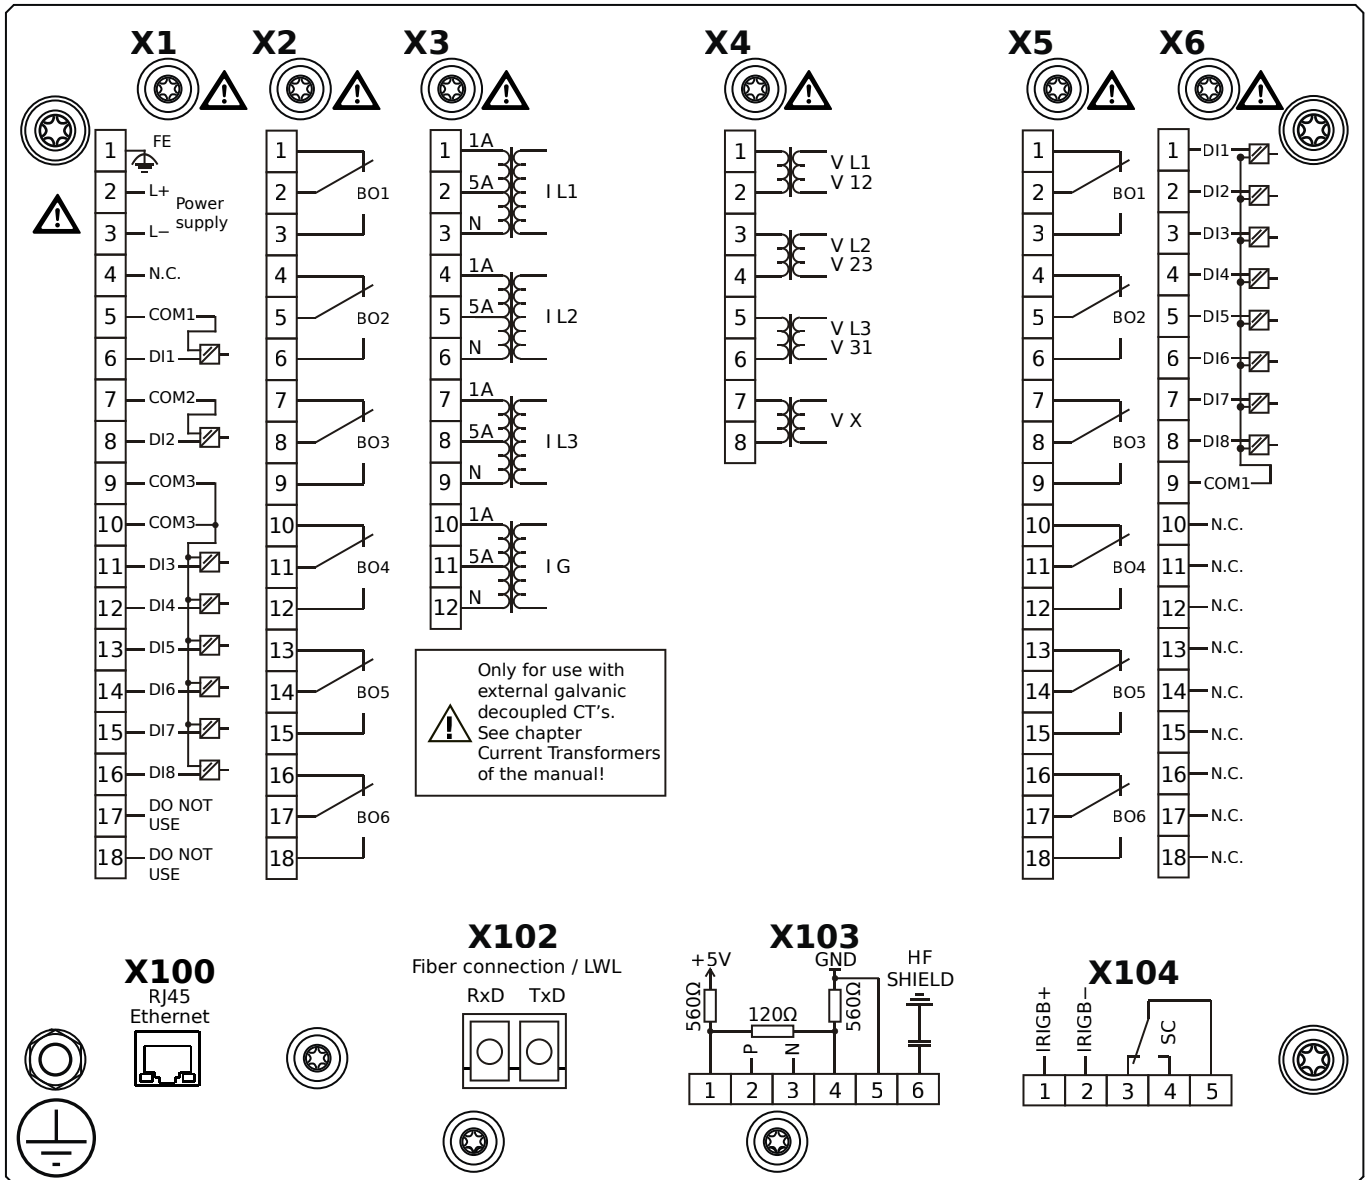 X1
X2
X3
X4
X5
X6
1 FE
2 L+
Power
supply
3 L−
4 N.C.
5 COM1
6 DI1
7 COM2
8 DI2
9 COM3
10 COM3
11 DI3
12 DI4
13 DI5
14 DI6
15 DI7
16 DI8
17 DO NOT
USE
18 DO NOT
USE
1
2 BO1
3
4
5 BO2
6
7
8 BO3
9
10
11 BO4
12
13
14 BO5
15
16
17 BO6
18
1 1A
2 5A I L1
3 N
4 1A
5 5A I L2
6 N
7 1A
8 5A I L3
9 N
10 1A
11 5A I G
12 N
Only for use with
external galvanic
decoupled CT's.
See chapter
Current Transformers
of the manual!
1 V L1
2 V 12
3 V L2
4 V 23
5 V L3
6 V 31
7 V X
8
1
2 BO1
3
4
5 BO2
6
7
8 BO3
9
10
11 BO4
12
13
14 BO5
15
16
17 BO6
18
1 DI1
2 DI2
3 DI3
4 DI4
5 DI5
6 DI6
7 DI7
8 DI8
9 COM1
10 N.C.
11 N.C.
12 N.C.
13 N.C.
14 N.C.
15 N.C.
16 N.C.
17 N.C.
18 N.C.
X100
RJ45
Ethernet
X102
Fiber connection / LWL
RxD TxD
X103
+5V GND HF
SHIELD
560Ω 120Ω 560Ω
P N
1 2 3 4 5 6
X104
IRIGB+ IRIGB− SC
1 2 3 4 5